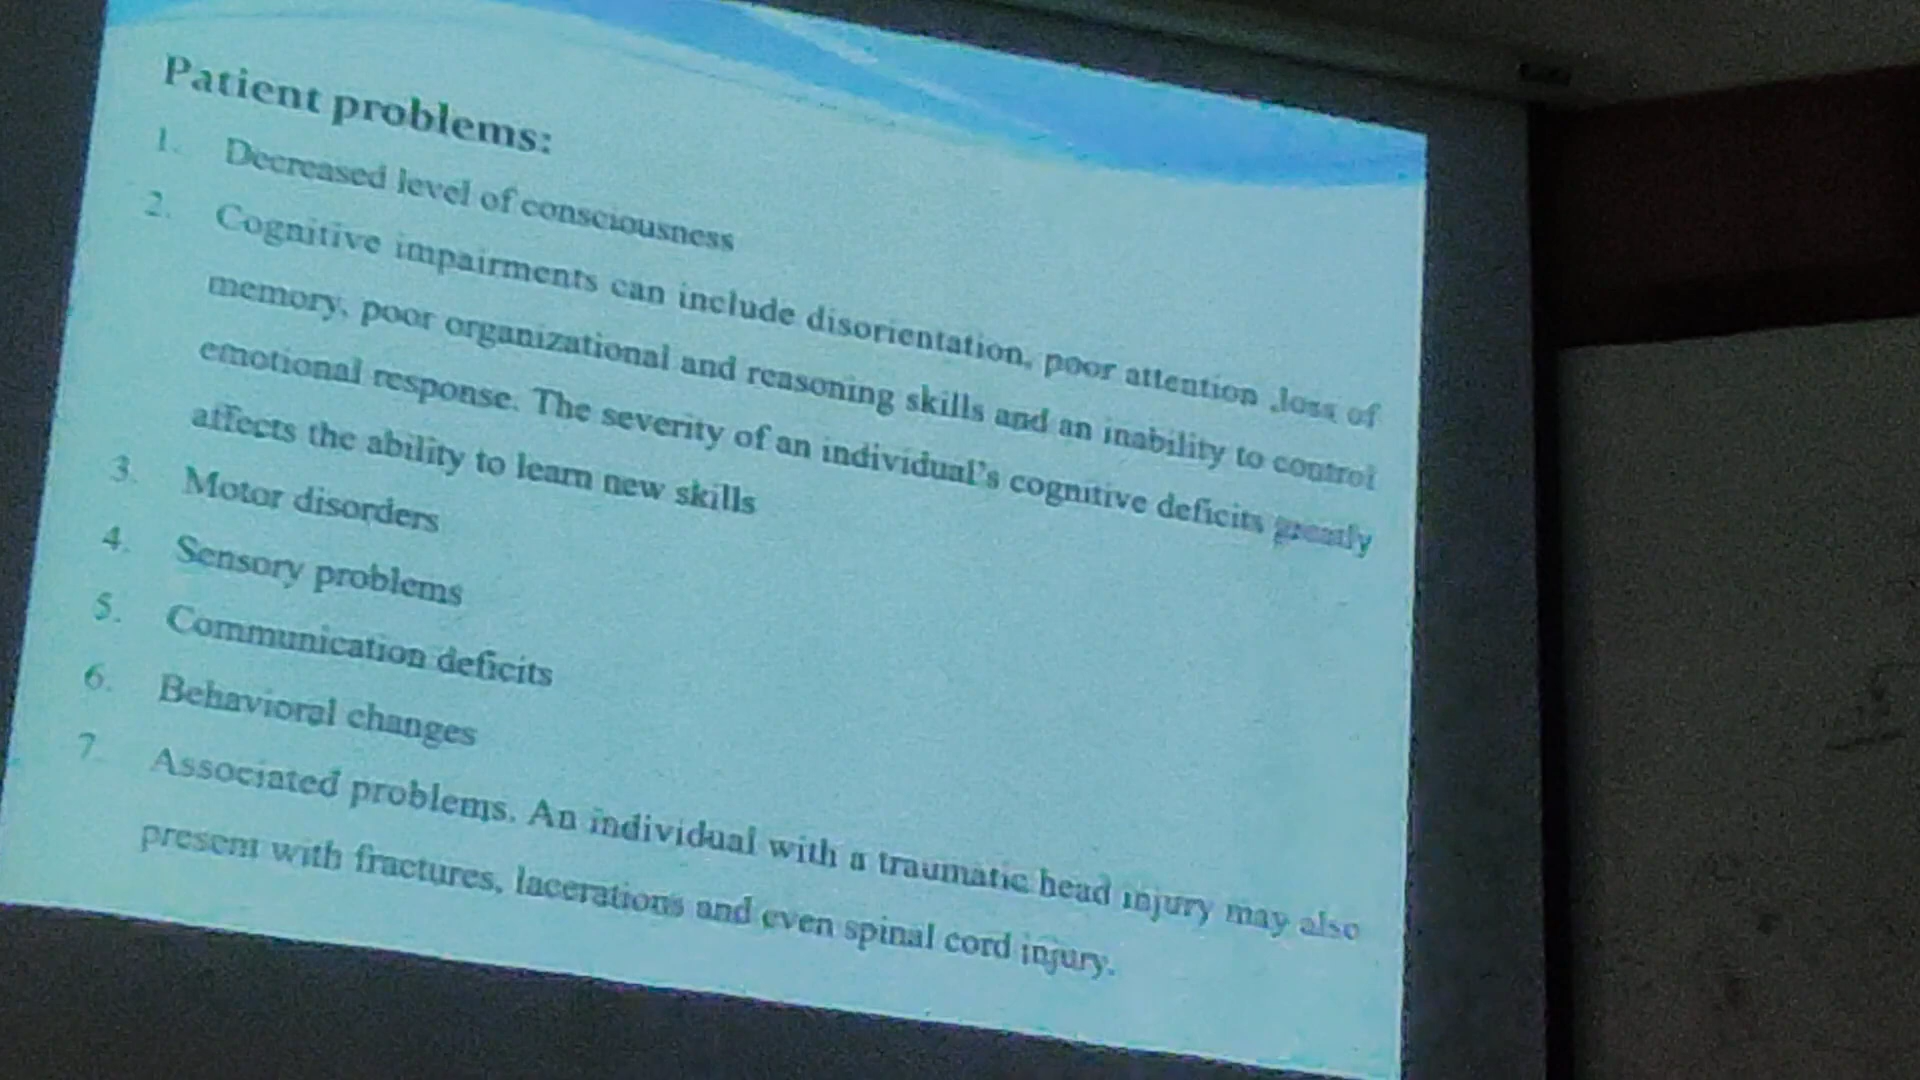 Patient problems:
1. Decreased level of consciousness
2. Cognitive impairments can include disorientation, poor attention ,loss of
memory, poor organizational and reasoning skills and an inability to control
emotional response. The severity of an individual's cognitive deficits greatly
affects the ability to learn new skills
3. Motor disorders
4. Sensory problems
5. Communication deficits
6. Behavioral changes
7. Associated problems. An individual with a traumatic head injury may also
present with fractures, lacerations and even spinal cord injury.